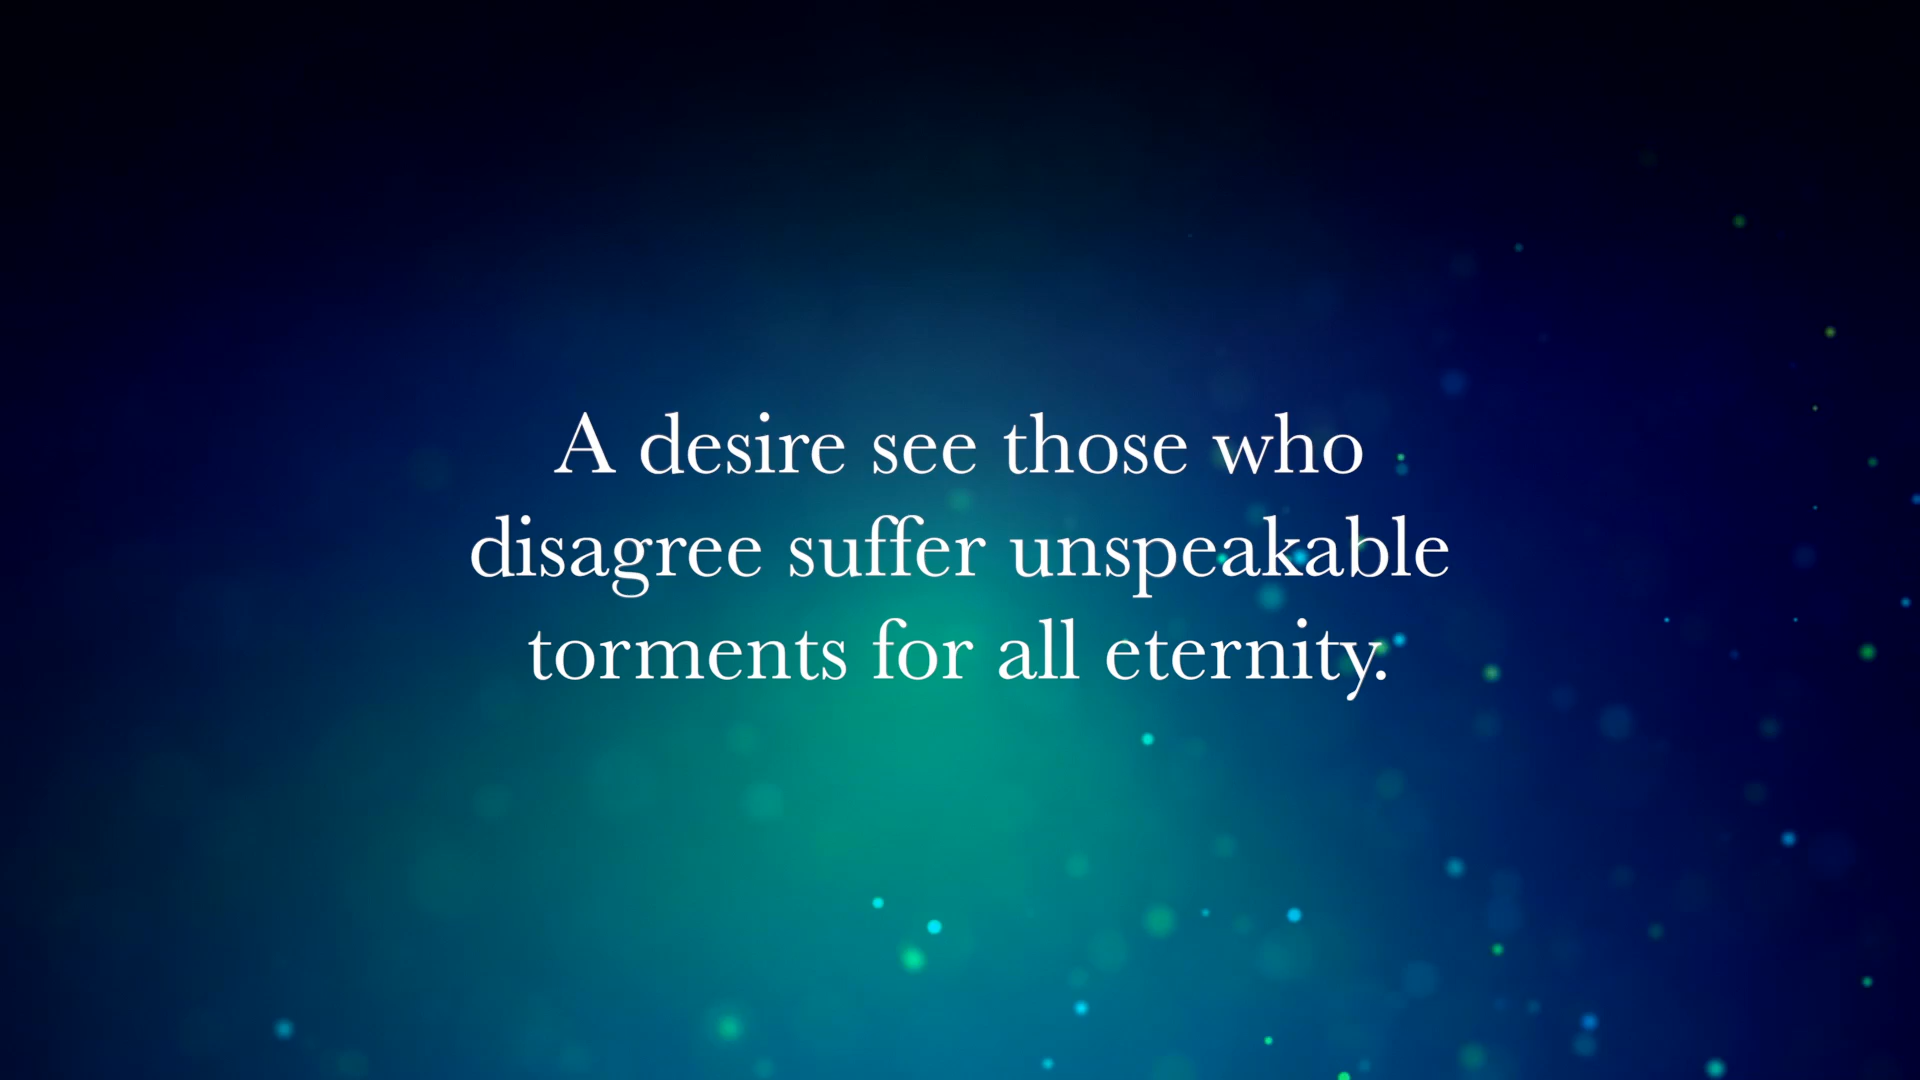 A desire see those who
disagree suffer unspeakable
torments for all eternity.